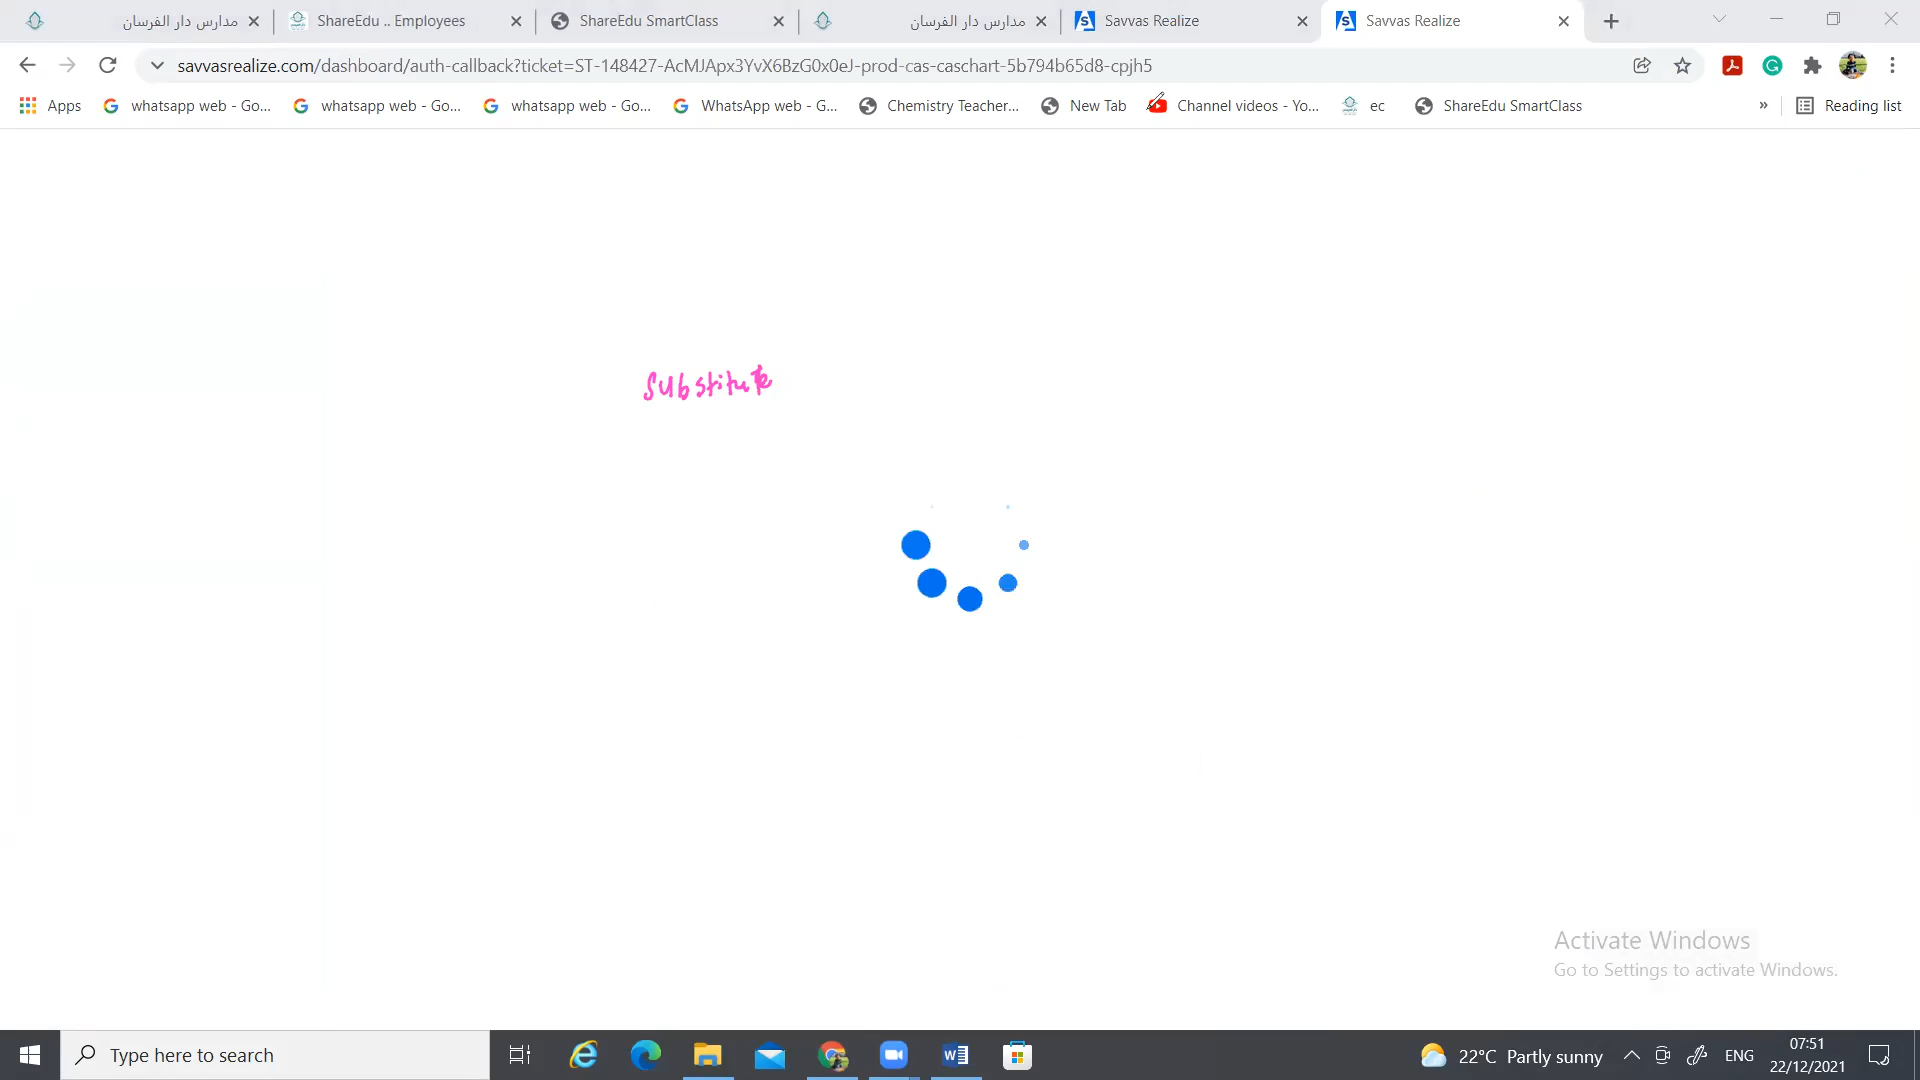 مدارس دار الفرسان
ShareEdu .. Employees
ShareEdu SmartClass
مدارس دار الفرسان
Savvas Realize
Savvas Realize
savvasrealize.com/dashboard/auth-callback?ticket=ST-148427-AcMJApx3YvX6BzG0x0eJ-prod-cas-caschart-5b794b65d8-cpjh5
Apps
whatsapp web - Go...
whatsapp web - Go...
whatsapp web - Go...
WhatsApp web - G...
Chemistry Teacher...
New Tab
Channel videos - Yo...
ec
ShareEdu SmartClass
»
Reading list
Substitute
Activate Windows
Go to Settings to activate Windows.
Type here to search
22°C Partly sunny
ENG
07:51
22/12/2021